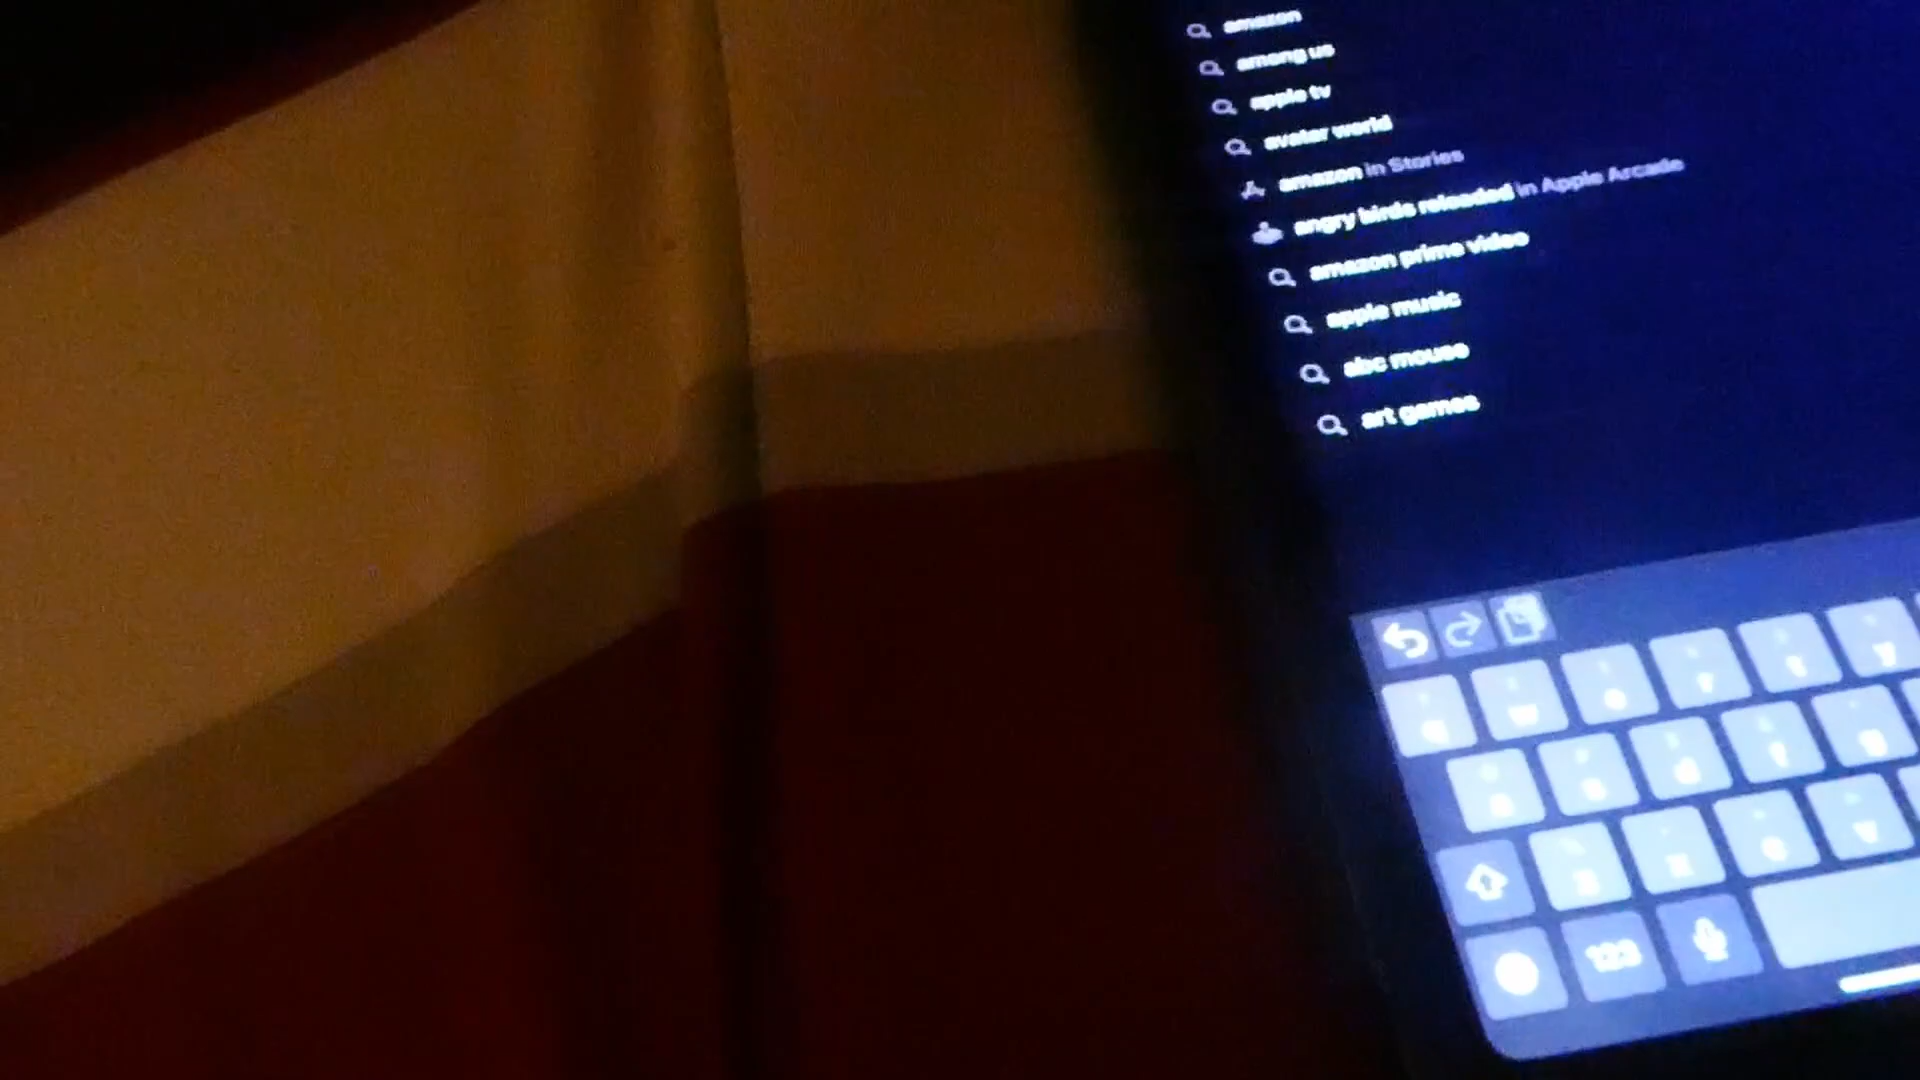 amazon
among us
apple tv
avatar world
amazon in Stories
angry birds reloaded in Apple Arcade
amazon prime video
apple music
abc mouse
art games
123